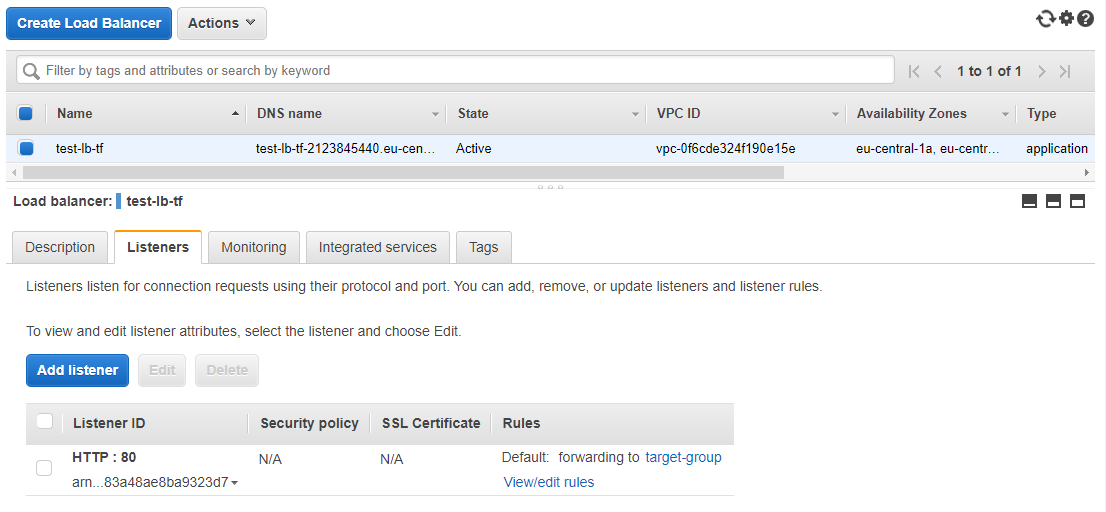 Create Load Balancer Actions
Filter by tags and attributes or search by keyword 1 to 1 of 1
Name DNS name State VPC ID Availability Zones Type
test-lb-tf test-lb-tf-2123845440.eu-cen... Active vpc-0f6cde324f190e15e eu-central-1a, eu-centr... application
Load balancer: test-lb-tf
Description Listeners Monitoring Integrated services Tags
Listeners listen for connection requests using their protocol and port. You can add, remove, or update listeners and listener rules.
To view and edit listener attributes, select the listener and choose Edit.
Add listener Edit Delete
Listener ID Security policy SSL Certificate Rules
HTTP : 80 N/A N/A Default: forwarding to target-group
arn...83a48ae8ba9323d7 View/edit rules